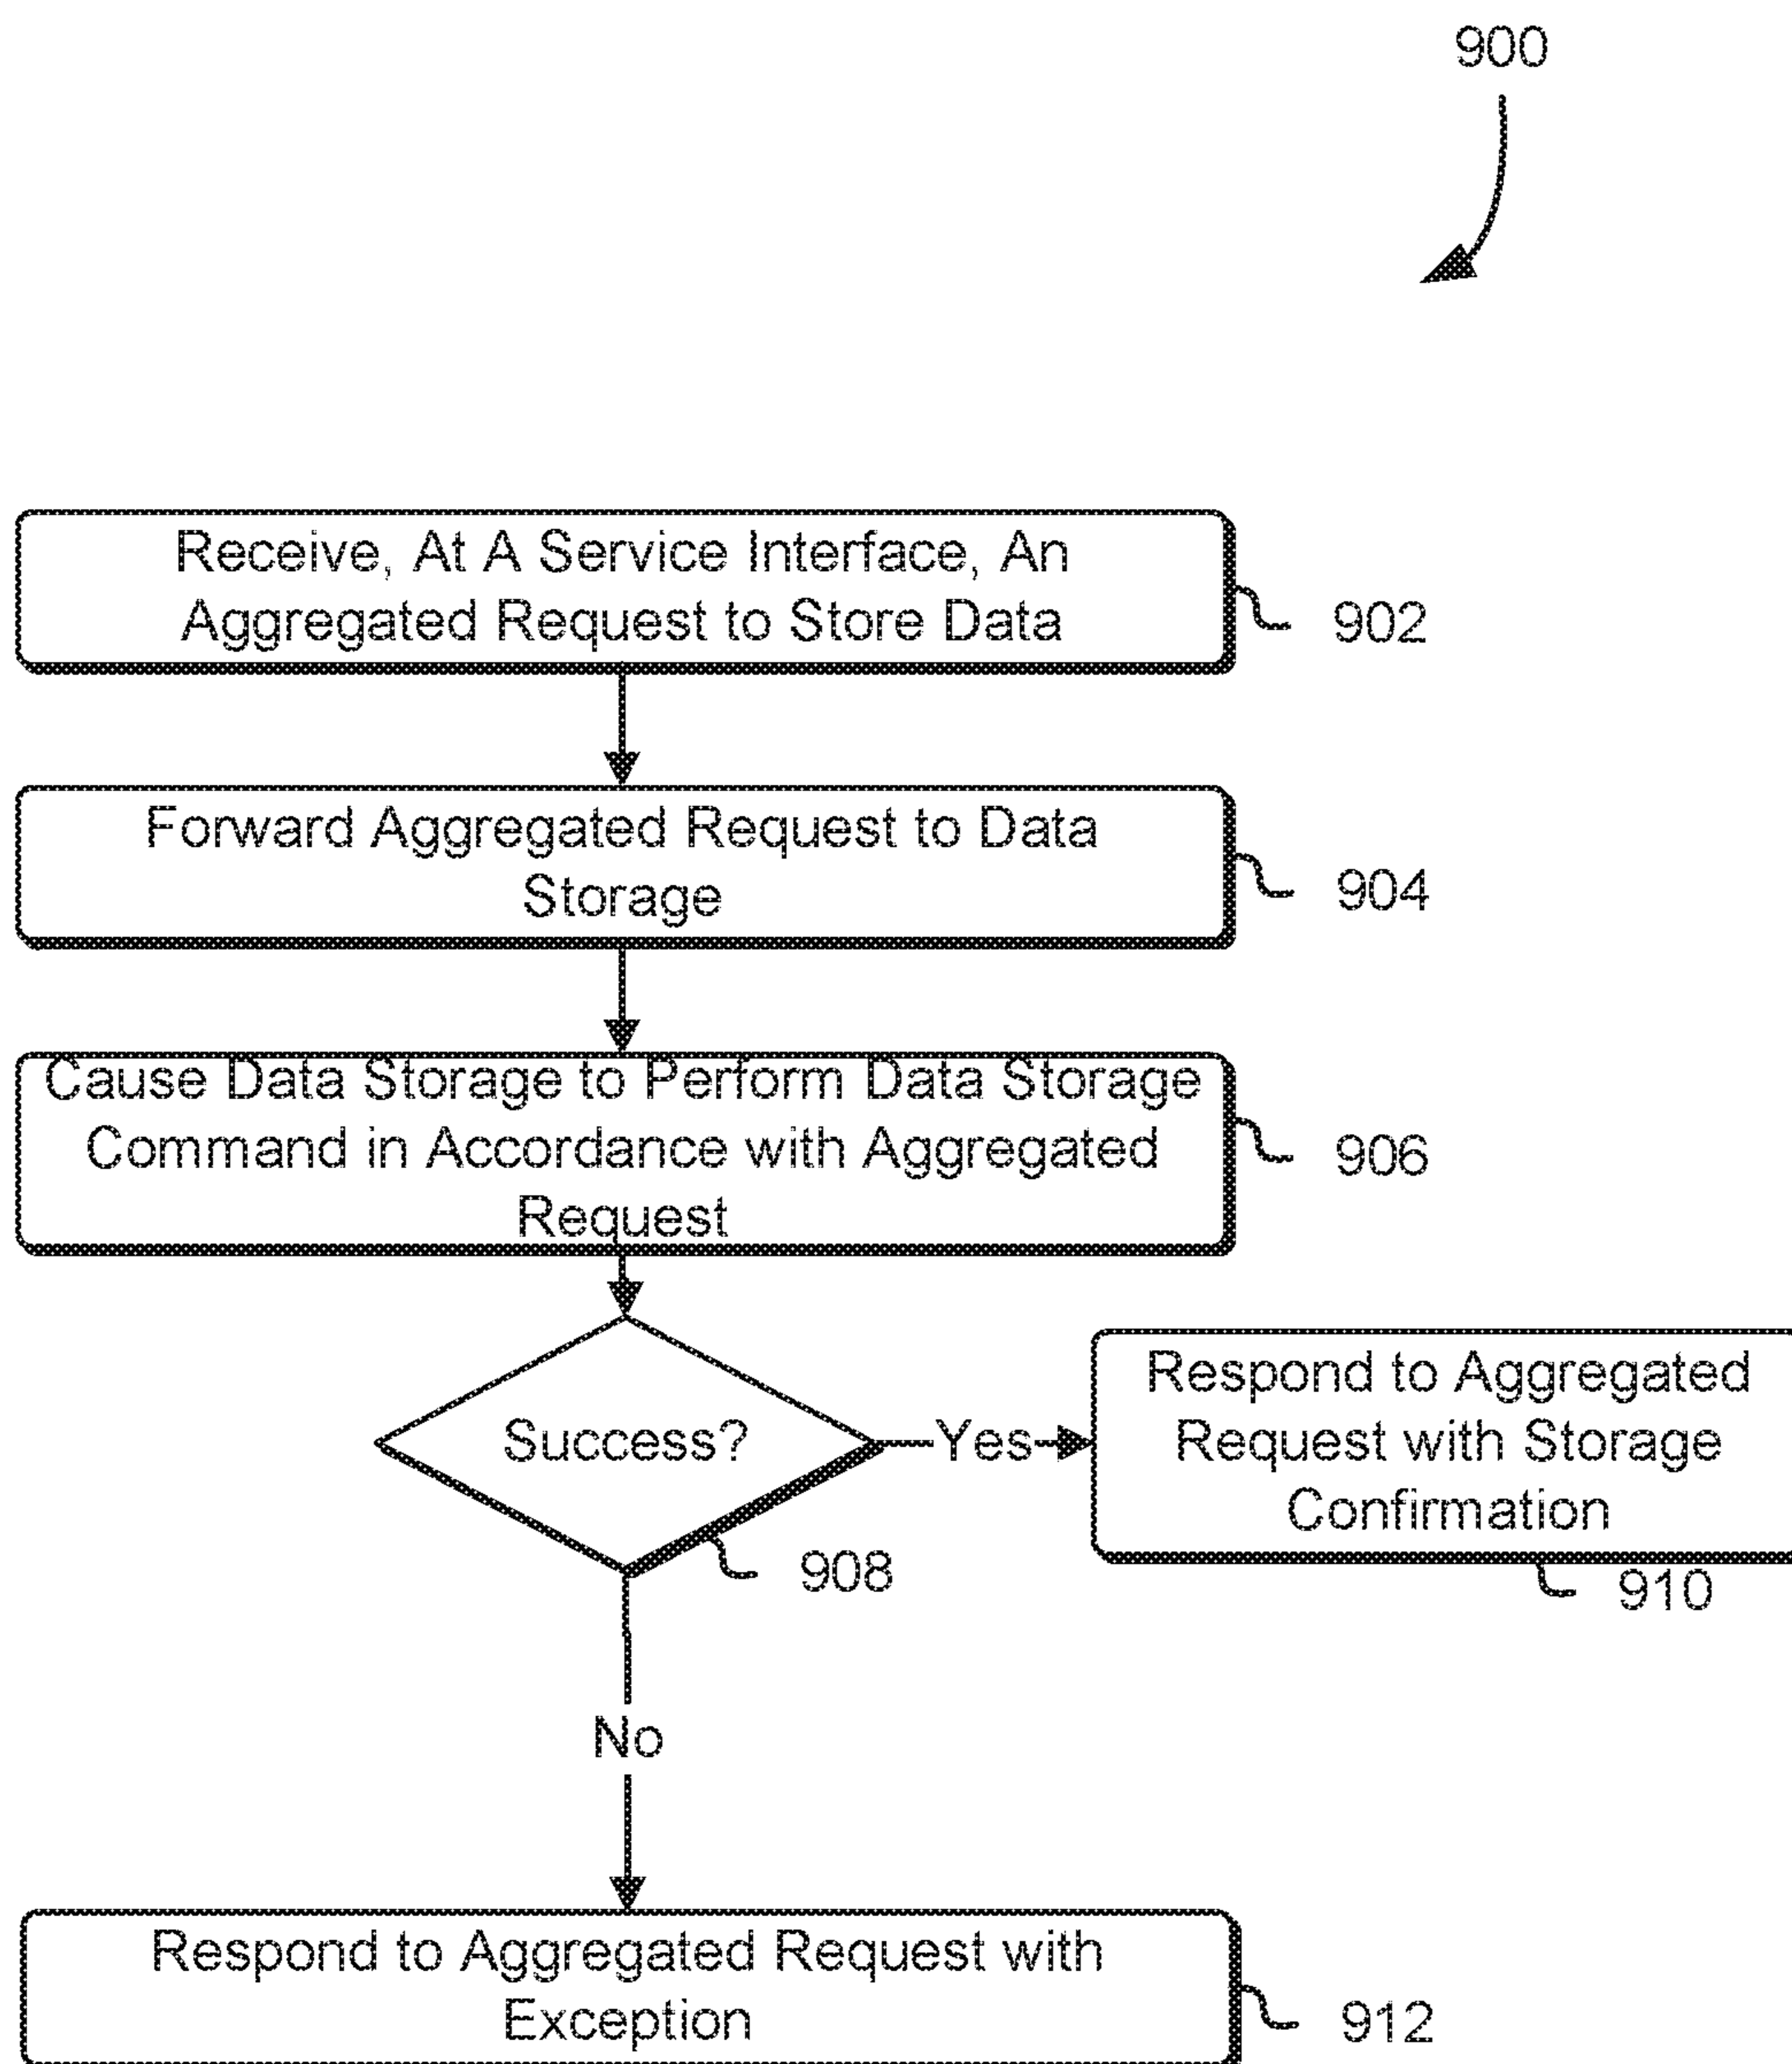 900
Receive, At A Service Interface, An
Aggregated Request to Store Data
902
Forward Aggregated Request to Data
Storage
904
Cause Data Storage to Perform Data Storage
Command in Accordance with Aggregated
Request
906
Success?
Yes
908
Respond to Aggregated
Request with Storage
Confirmation
910
No
Respond to Aggregated Request with
Exception
912